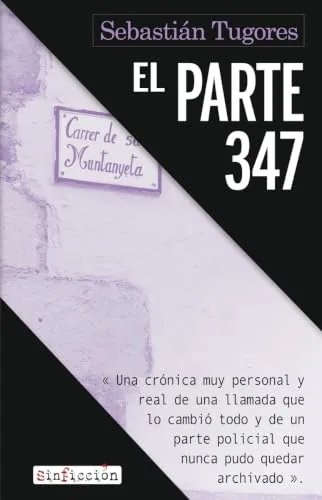 Sebastián Tugores
EL PARTE
347
Carrer de sa
Muntanyeta
« Una crónica muy personal y
real de una llamada que
lo cambió todo y de un
parte policial que
nunca pudo quedar
archivado ».
sinficción